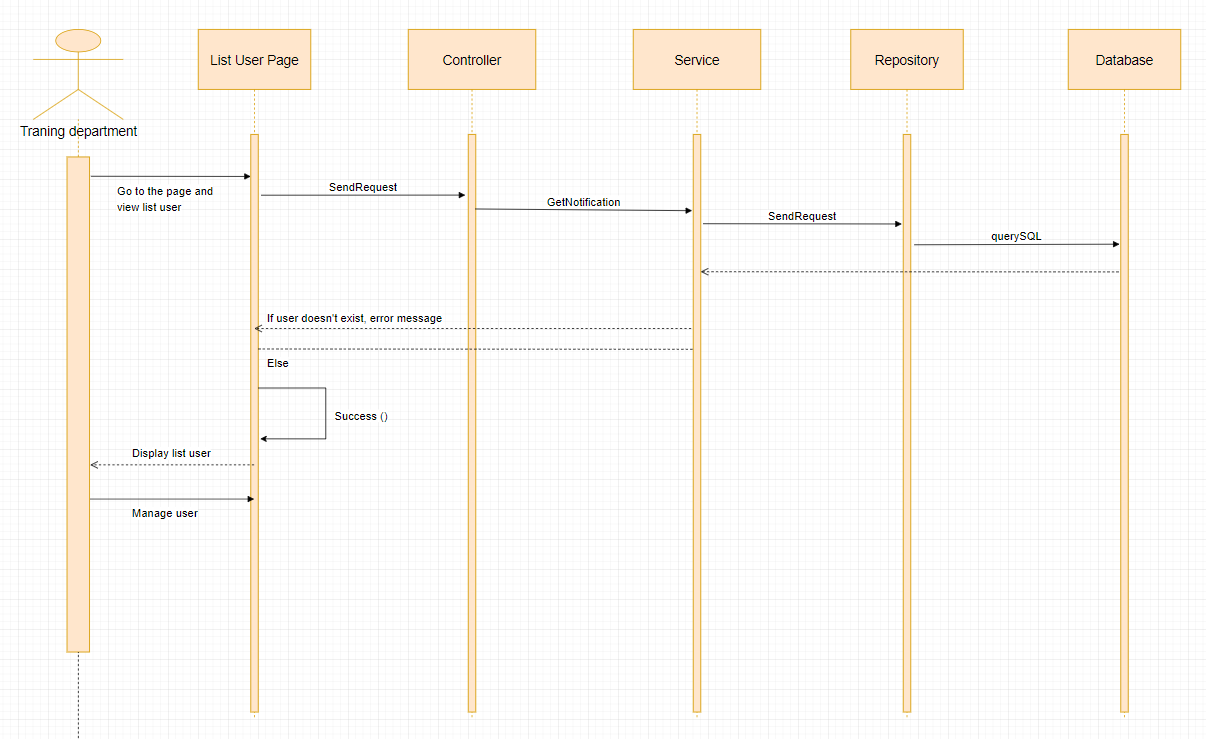 List User Page
Controller
Service
Repository
Database
Traning department
Go to the page and
view list user
SendRequest
GetNotification
SendRequest
querySQL
If user doesn't exist, error message
Else
Success ()
Display list user
Manage user